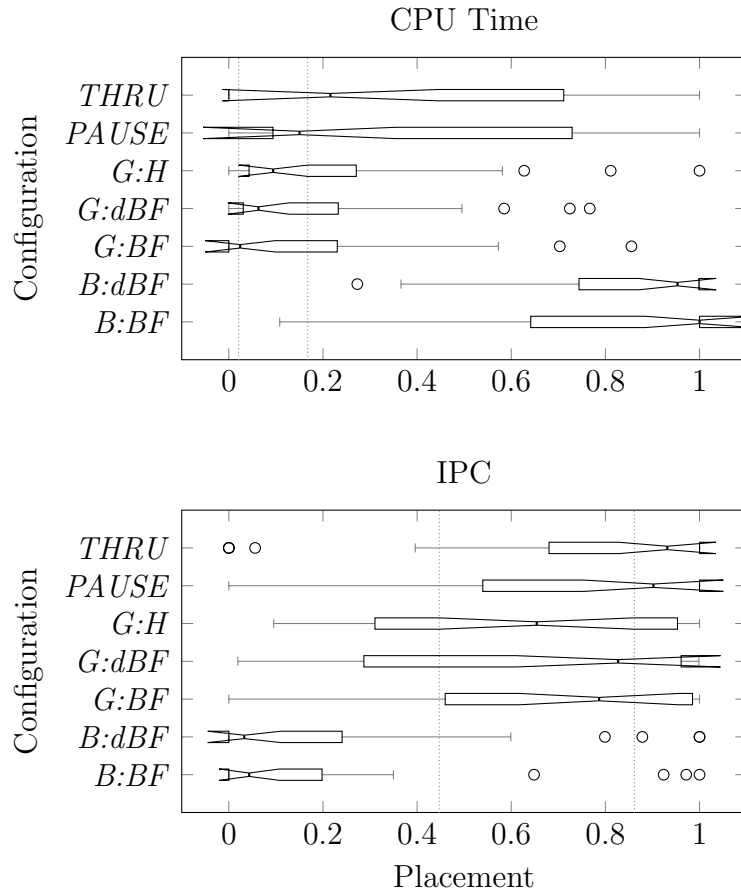 CPU Time
Configuration
THRU
PAUSE
G:H
G:dBF
G:BF
B:dBF
B:BF
0 0.2 0.4 0.6 0.8 1
IPC
Configuration
THRU
PAUSE
G:H
G:dBF
G:BF
B:dBF
B:BF
0 0.2 0.4 0.6 0.8 1
Placement